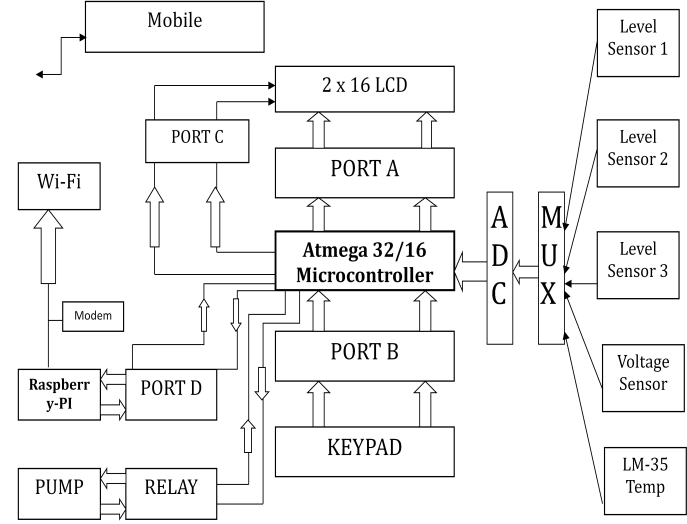 Mobile
Level
Sensor 1
2 x 16 LCD
PORT C
Level
Sensor 2
PORT A
Wi-Fi
A
D
C
M
U
X
Atmega 32/16
Microcontroller
Level
Sensor 3
Modem
PORT B
Voltage
Sensor
Raspberr
y-PI
PORT D
KEYPAD
LM-35
Temp
PUMP
RELAY